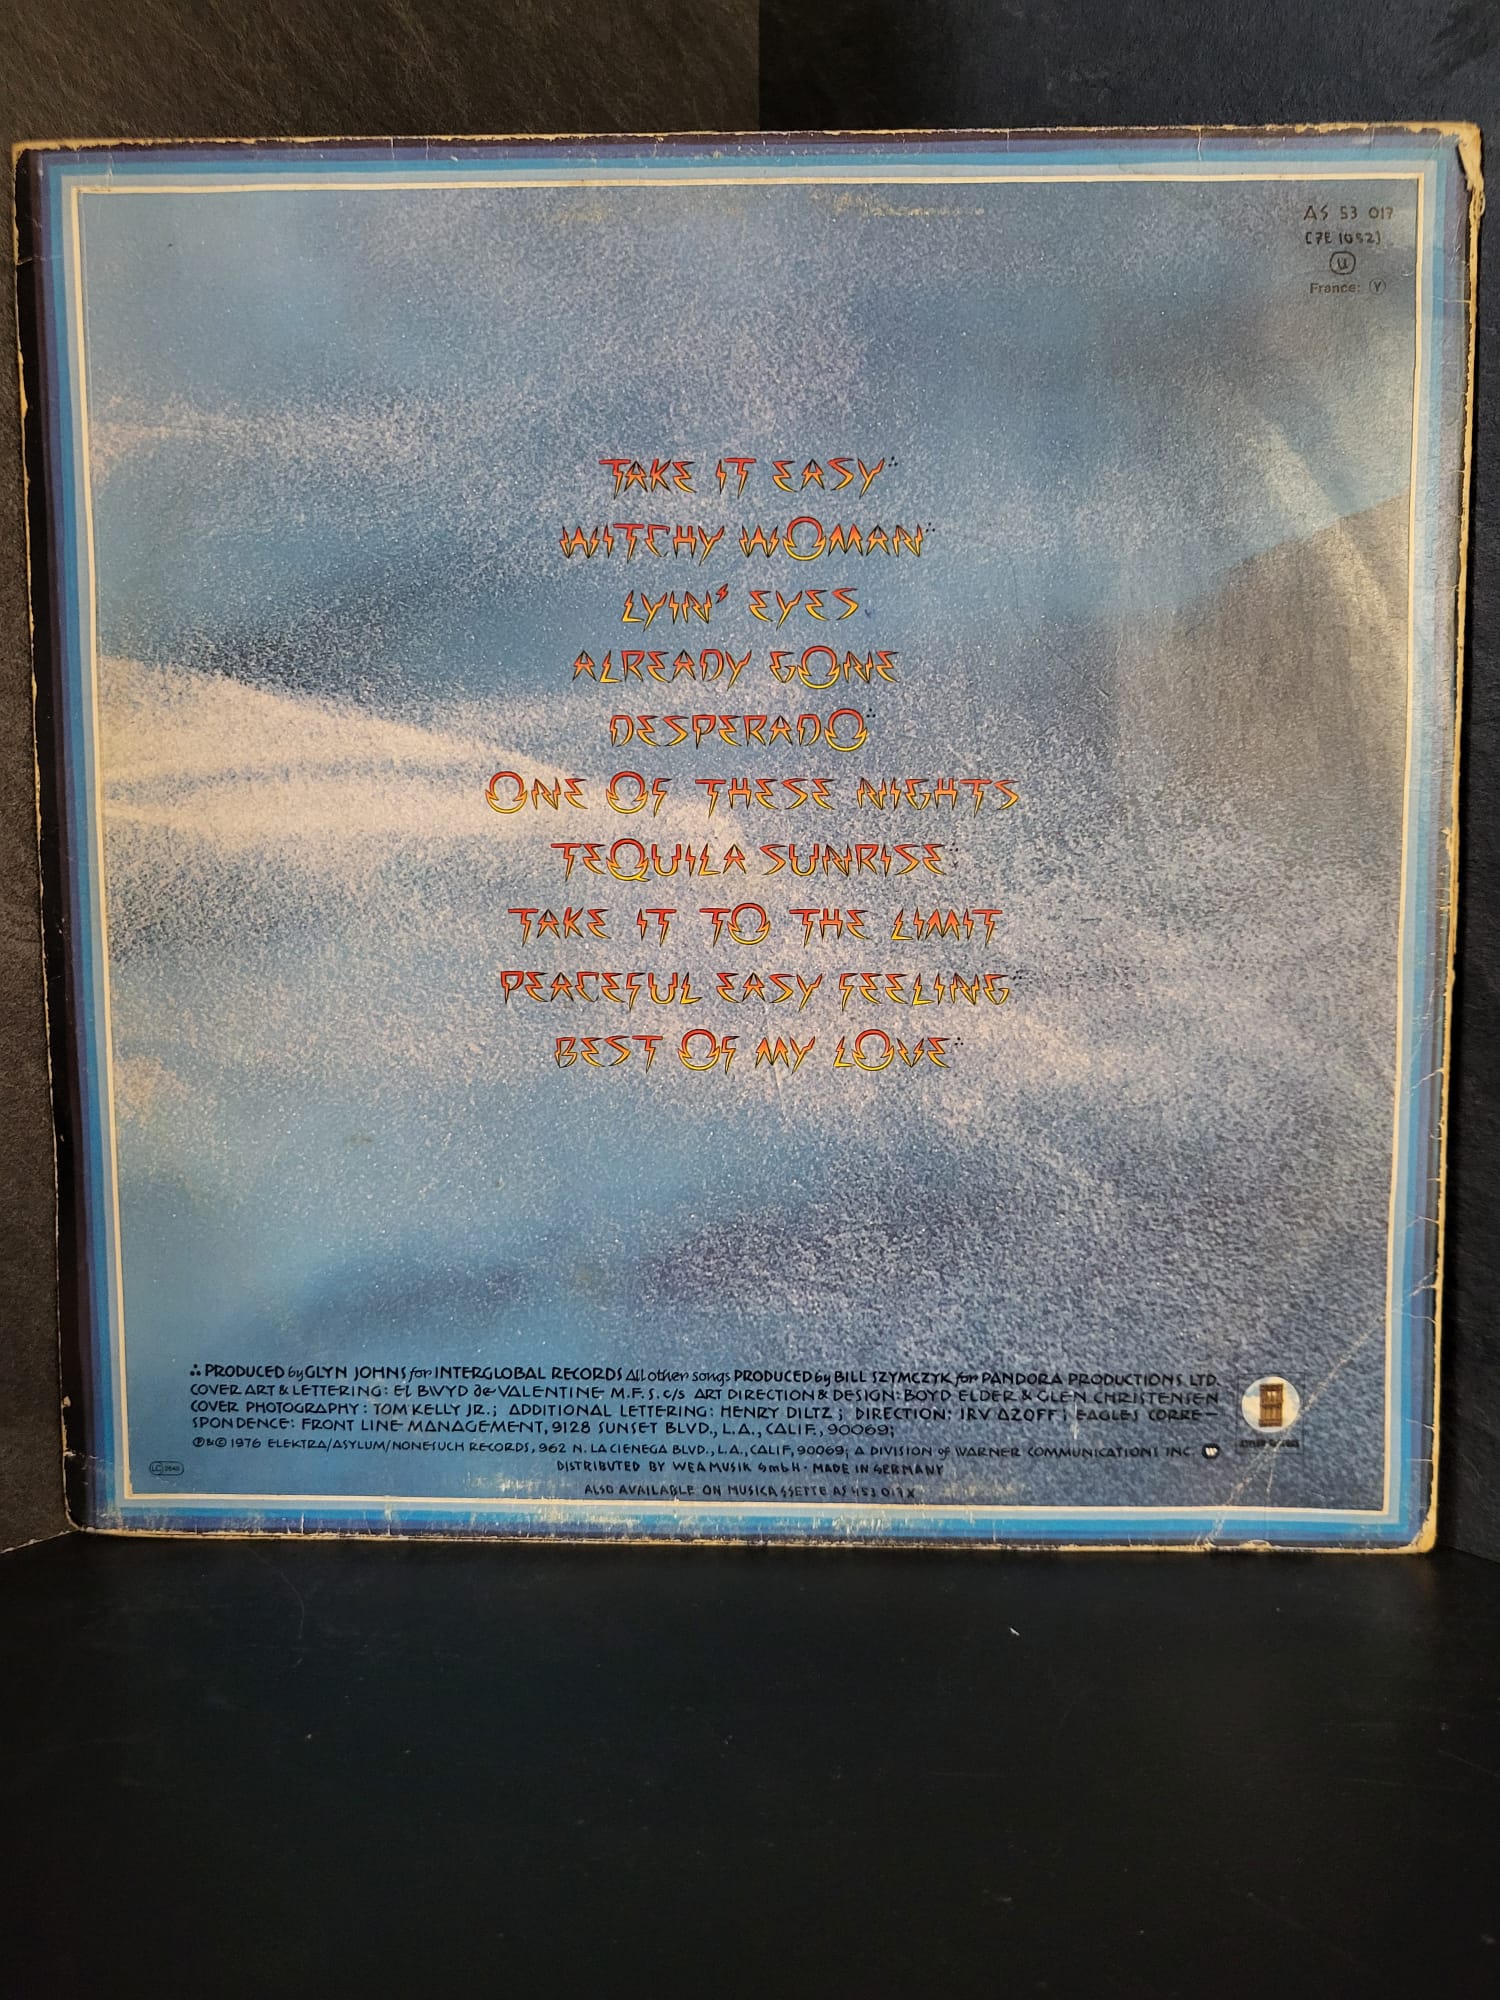 AS 53 017
(7E 1052)
U
France: Y
TAKE IT EASY∴
WITCHY WOMAN∴
LYIN' EYES
ALREADY GONE
DESPERADO∴
ONE OF THESE NIGHTS
TEQUILA SUNRISE∴
TAKE IT TO THE LIMIT
PEACEFUL EASY FEELING∴
BEST OF MY LOVE∴
∴ PRODUCED by GLYN JOHNS for INTERGLOBAL RECORDS All other songs PRODUCED by BILL SZYMCZYK for PANDORA PRODUCTIONS LTD.
COVER ART & LETTERING: El BWYD de VALENTINE M.F.S. c/s ART DIRECTION & DESIGN: BOYD ELDER & GLEN CHRISTENSEN
COVER PHOTOGRAPHY: TOM KELLY JR.; ADDITIONAL LETTERING: HENRY DILTZ; DIRECTION: IRV AZOFF; EAGLES CORRE-
SPONDENCE: FRONT LINE MANAGEMENT, 9128 SUNSET BLVD., L.A., CALIF., 90069;
℗&© 1976 ELEKTRA/ASYLUM/NONESUCH RECORDS, 962 N. LA CIENEGA BLVD., L.A., CALIF, 90069; A DIVISION of WARNER COMMUNICATIONS INC.
DISTRIBUTED BY WEA MUSIK GmbH · MADE IN GERMANY
ALSO AVAILABLE ON MUSICASSETTE AS 453 017 X